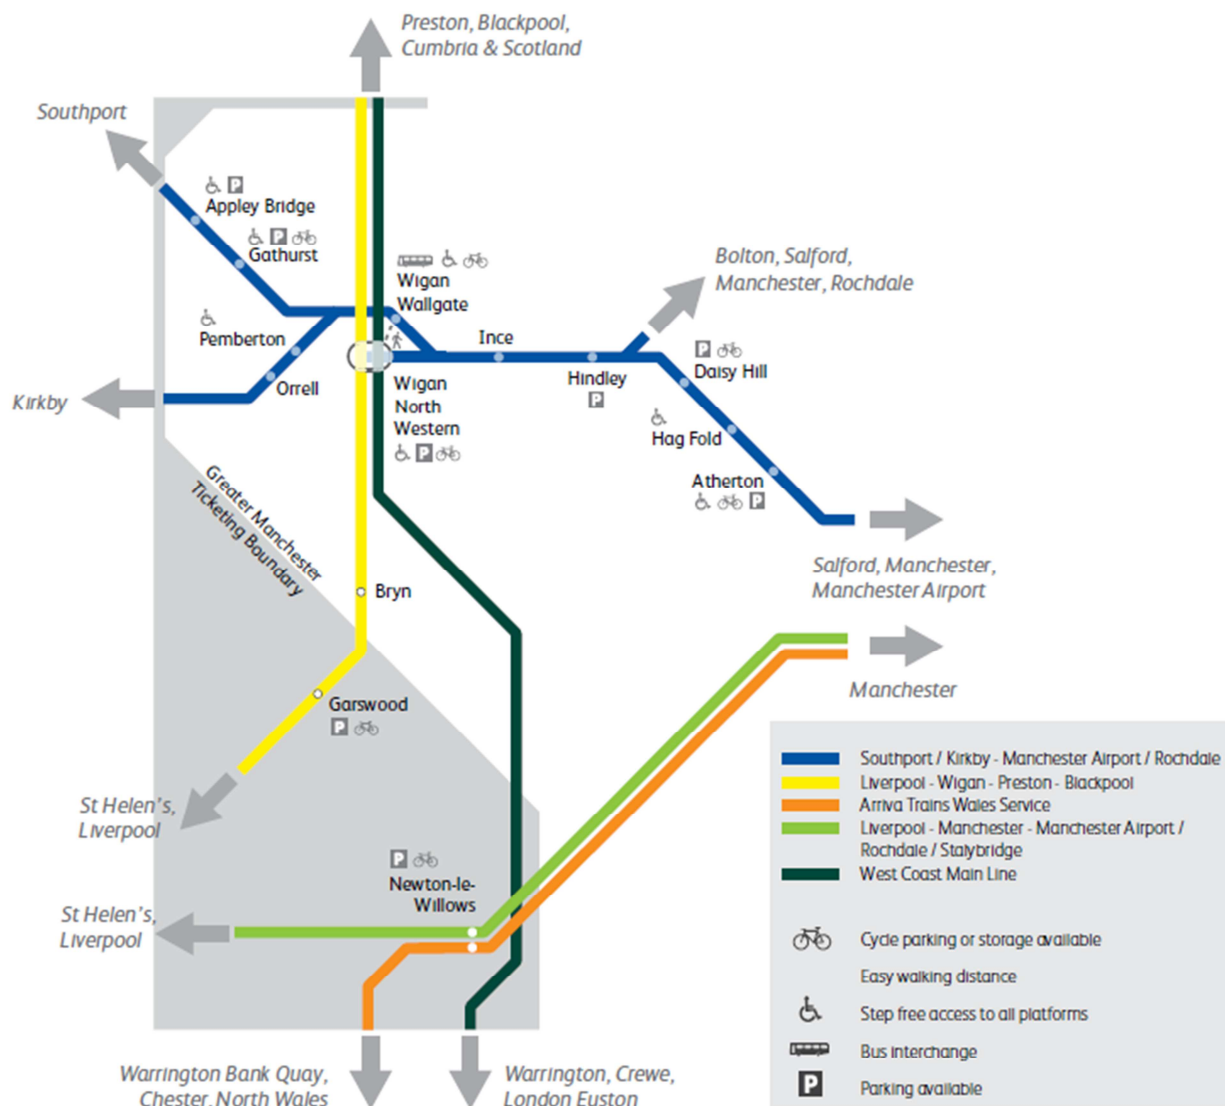 Preston, Blackpool,
Cumbria & Scotland
Southport
P
Appley Bridge
P
Gathurst
Wigan
Wallgate
Bolton, Salford,
Manchester, Rochdale
Pemberton
Ince
P
Daisy Hill
Hindley
P
Orrell
Kirkby
Wigan
North
Western
P
Hag Fold
Atherton
P
Greater Manchester
Ticketing Boundary
Salford, Manchester,
Manchester Airport
Bryn
Manchester
Garswood
P
St Helen's,
Liverpool
P
Newton-le-
Willows
St Helen's,
Liverpool
Warrington Bank Quay,
Chester, North Wales
Warrington, Crewe,
London Euston
Southport / Kirkby - Manchester Airport / Rochdale
Liverpool - Wigan - Preston - Blackpool
Arriva Trains Wales Service
Liverpool - Manchester - Manchester Airport /
Rochdale / Stalybridge
West Coast Main Line
Cycle parking or storage available
Easy walking distance
Step free access to all platforms
Bus interchange
P Parking available